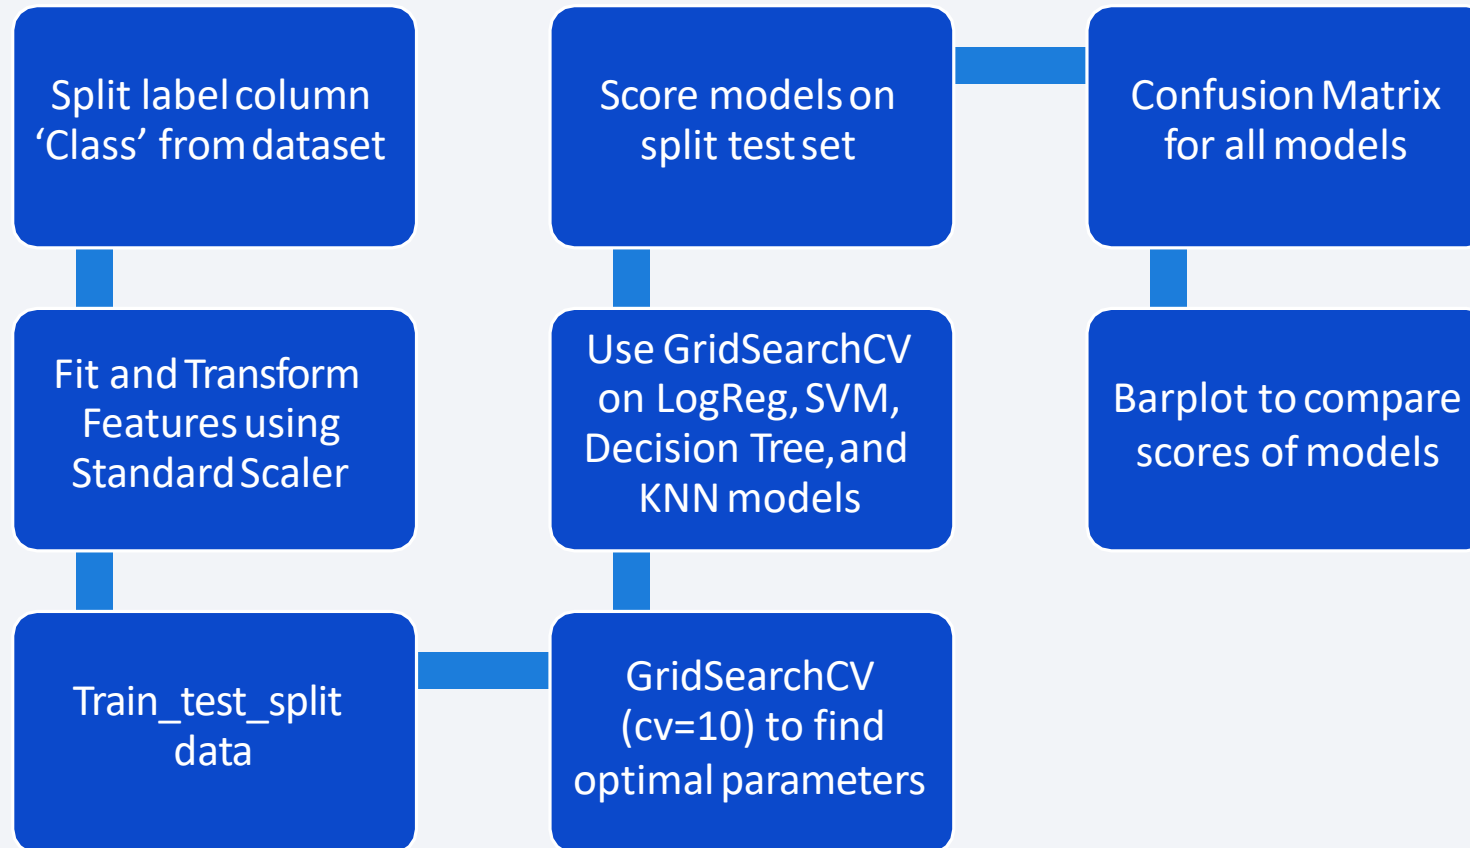 Split label column
‘Class’ from dataset
Fit and Transform
Features using
Standard Scaler
Train_test_split
data
GridSearchCV
(cv=10) to find
optimal parameters
Use GridSearchCV
on LogReg, SVM,
Decision Tree, and
KNN models
Score models on
split test set
Confusion Matrix
for all models
Barplot to compare
scores of models